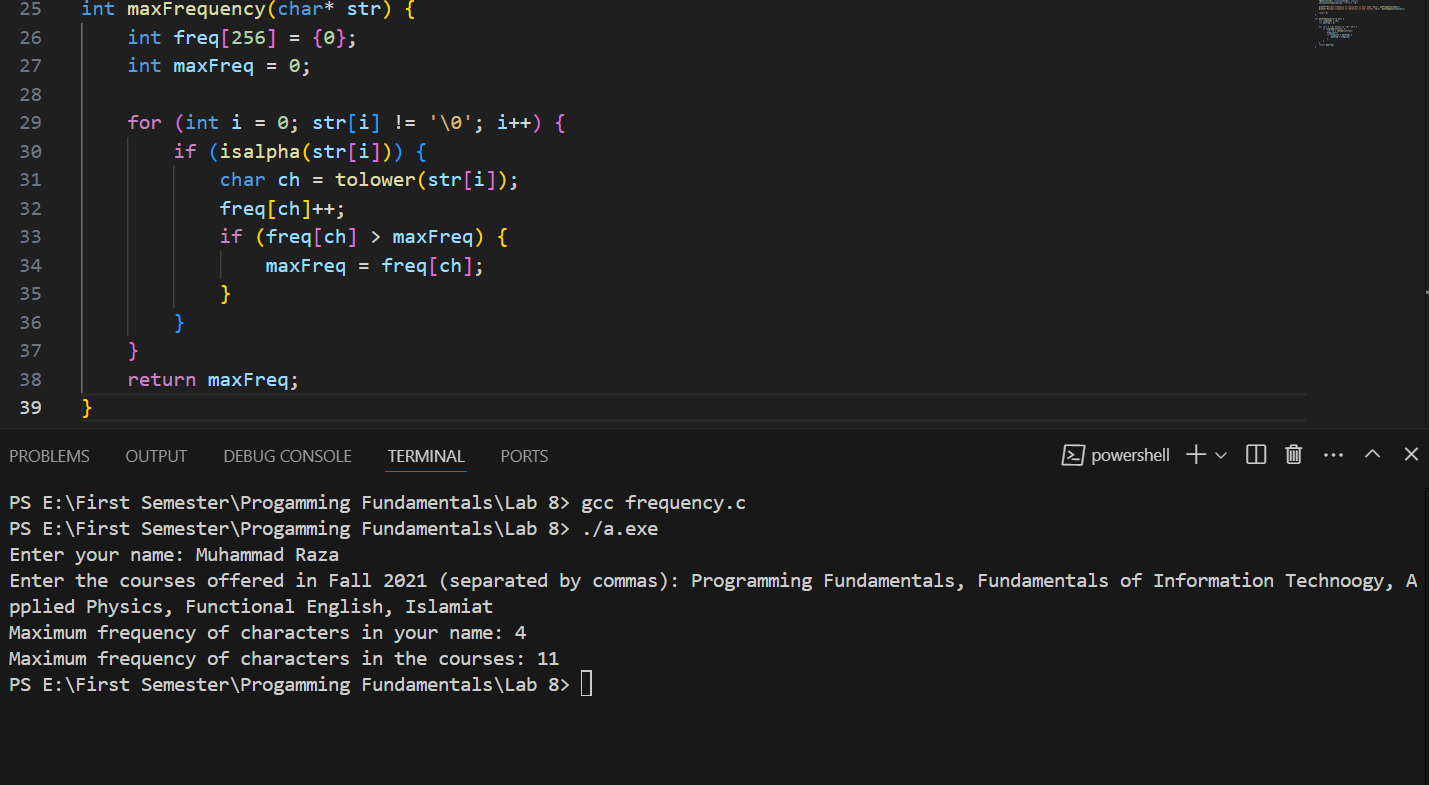 25 int maxFrequency(char* str) {
26     int freq[256] = {0};
27     int maxFreq = 0;
28
29     for (int i = 0; str[i] != '\0'; i++) {
30         if (isalpha(str[i])) {
31             char ch = tolower(str[i]);
32             freq[ch]++;
33             if (freq[ch] > maxFreq) {
34                 maxFreq = freq[ch];
35             }
36         }
37     }
38     return maxFreq;
39 }
PROBLEMS OUTPUT DEBUG CONSOLE TERMINAL PORTS powershell
PS E:\First Semester\Progamming Fundamentals\Lab 8> gcc frequency.c
PS E:\First Semester\Progamming Fundamentals\Lab 8> ./a.exe
Enter your name: Muhammad Raza
Enter the courses offered in Fall 2021 (separated by commas): Programming Fundamentals, Fundamentals of Information Technoogy, A
pplied Physics, Functional English, Islamiat
Maximum frequency of characters in your name: 4
Maximum frequency of characters in the courses: 11
PS E:\First Semester\Progamming Fundamentals\Lab 8>